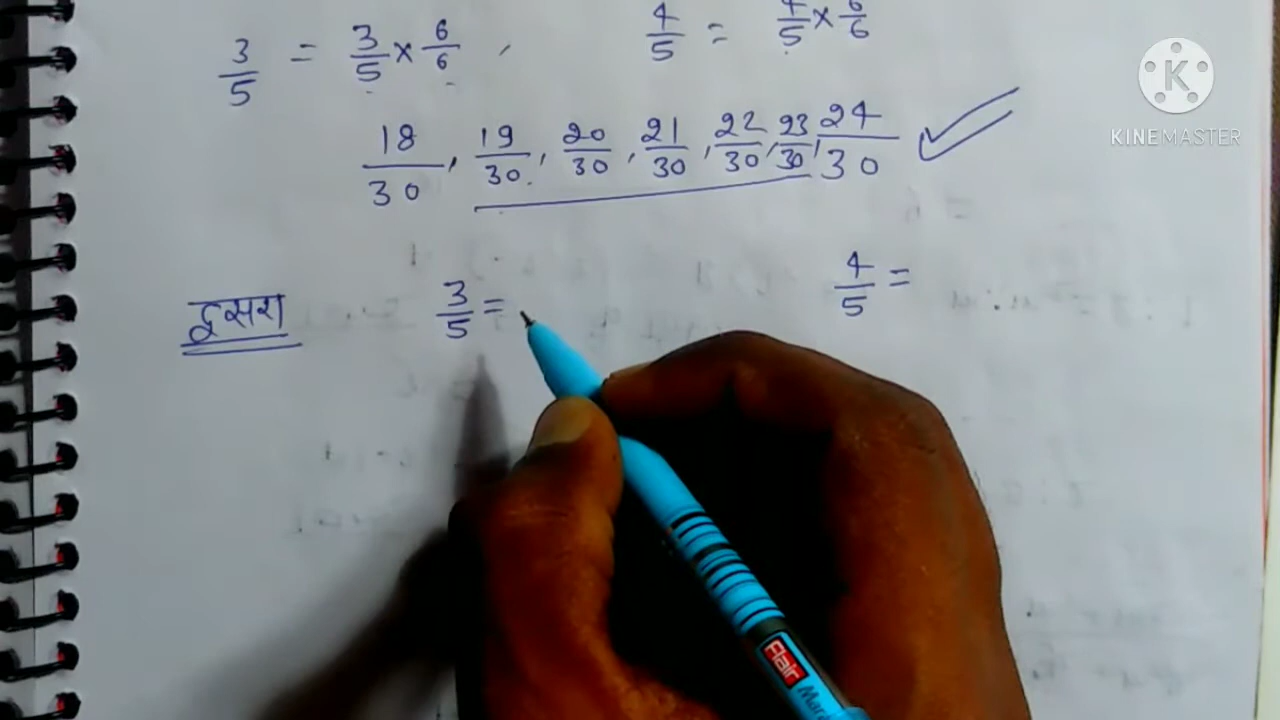 3/5 = 3/5 × 6/6 , 4/5 = 4/5 × 6/6
KINEMASTER
18/30, 19/30, 20/30, 21/30, 22/30, 23/30, 24/30
दूसरा 3/5 = 4/5 =
Flair